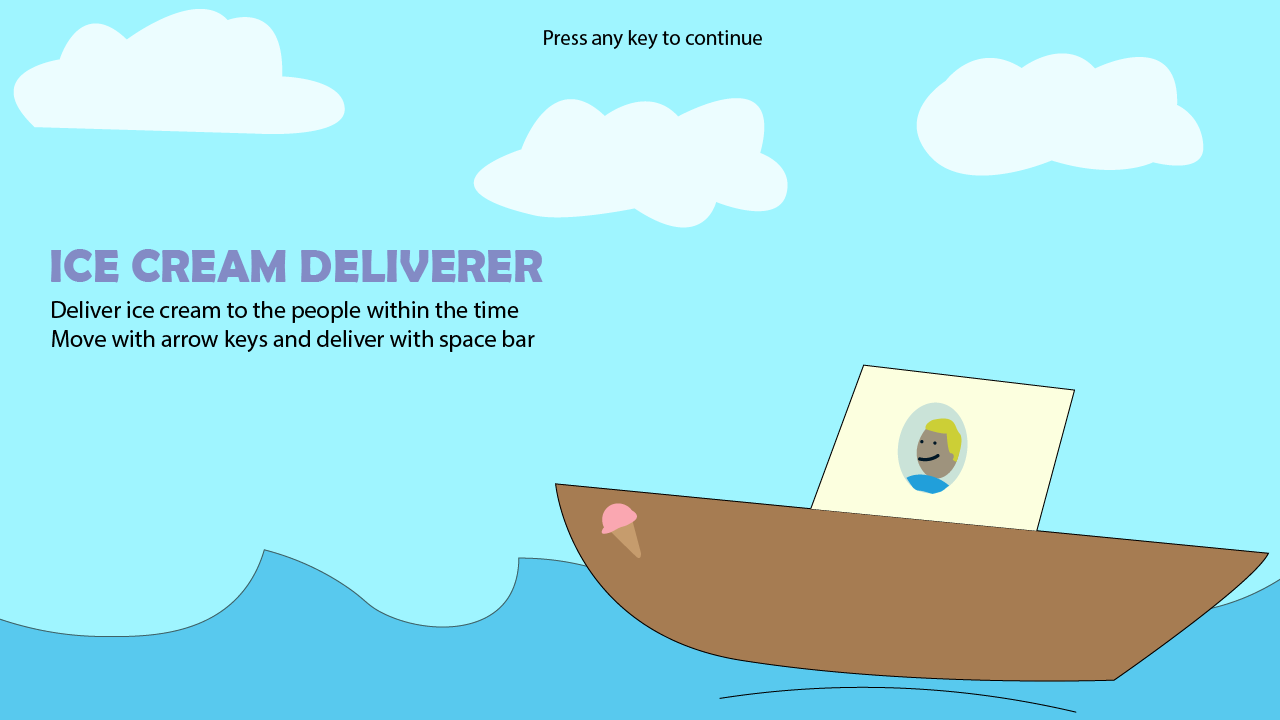 Press any key to continue
ICE CREAM DELIVERER
Deliver ice cream to the people within the time
Move with arrow keys and deliver with space bar